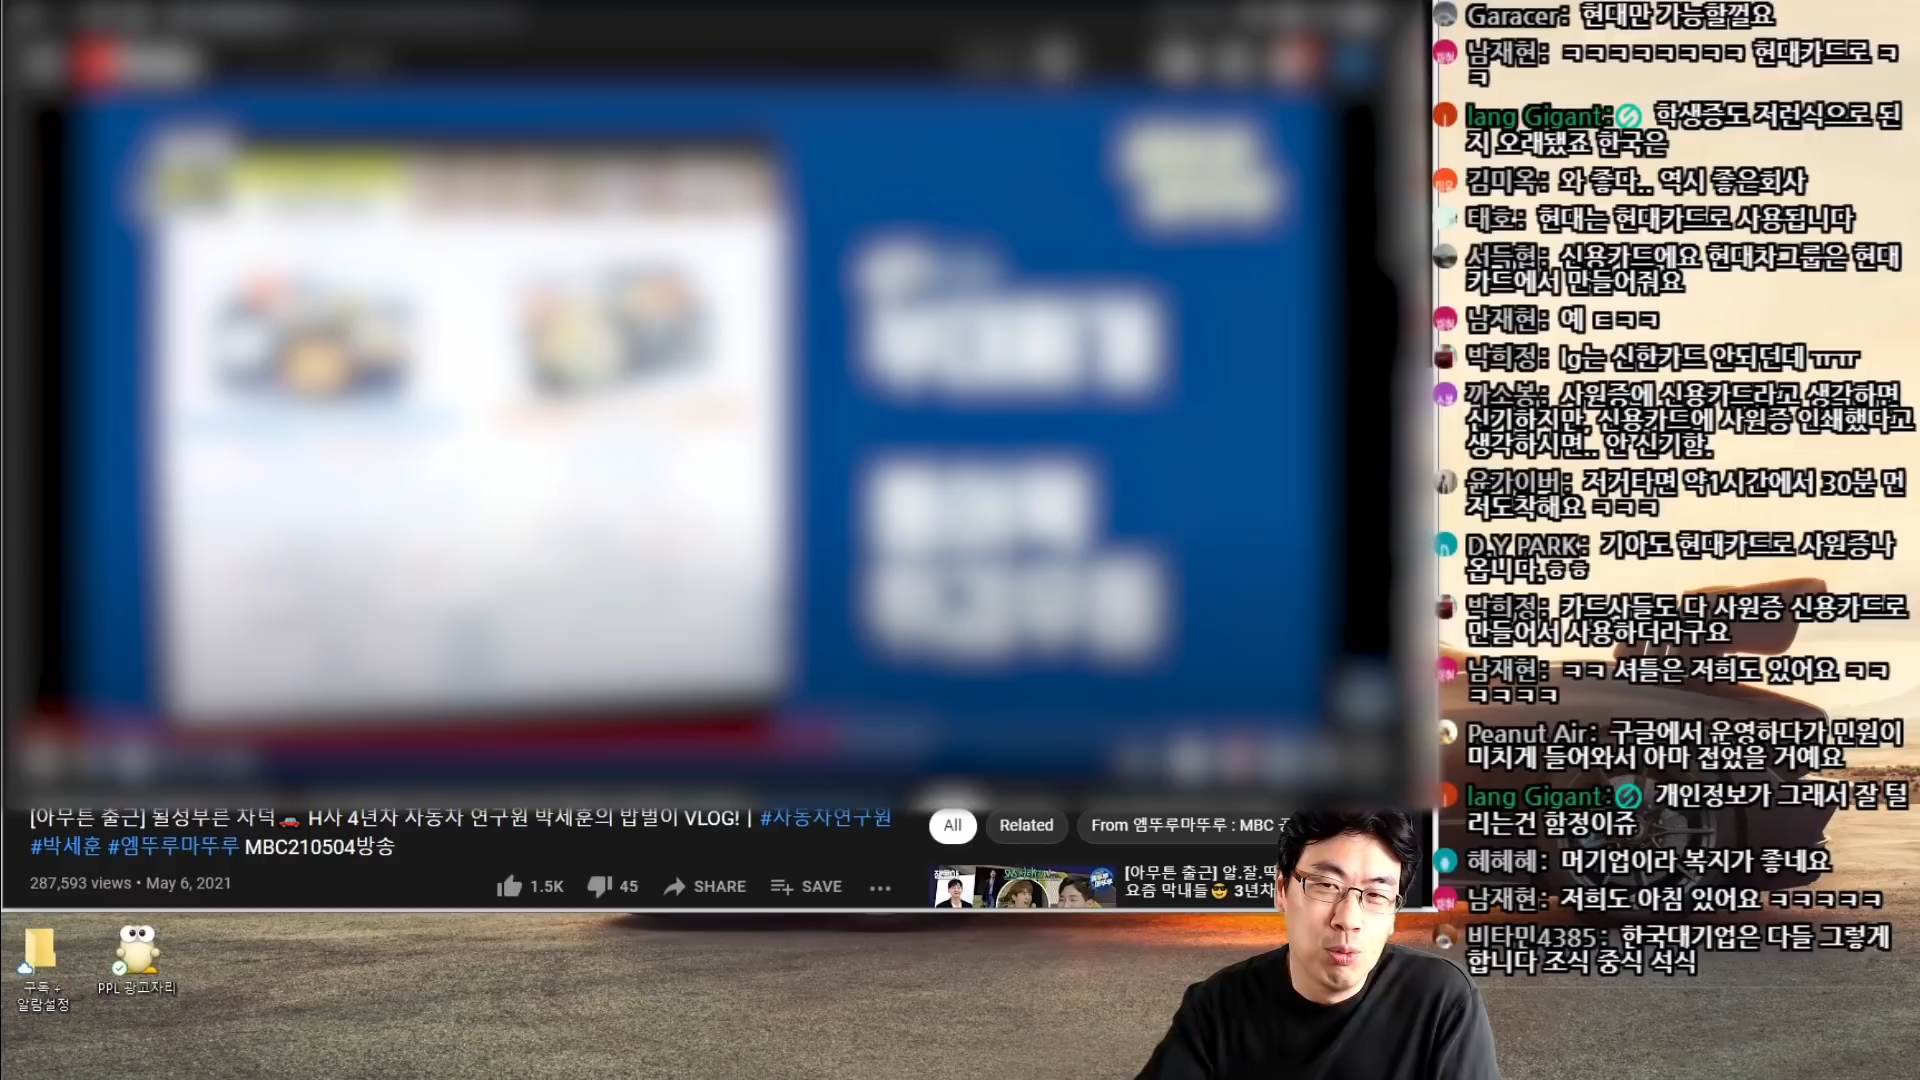 [아무튼 출근] 될성부른 차덕🚗 H사 4년차 자동차 연구원 박세훈의 밥벌이 VLOG! | #자동차연구원
#박세훈 #엠뚜루마뚜루 MBC210504방송
287,593 views • May 6, 2021
1.5K
45
SHARE
SAVE
All
Related
From 엠뚜루마뚜루 : MBC
[아무튼 출근] 알.잘.딱
요즘 막내들😎 3년차
구독 +
알람설정
PPL 광고자리
Garacer: 현대만 가능할껄요
남재현: ㅋㅋㅋㅋㅋㅋㅋㅋ 현대카드로 ㅋ
ㅋ
lang Gigant: 학생증도 저런식으로 된
지 오래됐죠 한국은
김미옥: 와 좋다.. 역시 좋은회사
태호: 현대는 현대카드로 사용됩니다
서득현: 신용카드에요 현대차그룹은 현대
카드에서 만들어줘요
남재현: 예 ㅌㅋㅋ
박희정: lg는 신한카드 안되던데 ㅠㅠ
까소봉: 사원증에 신용카드라고 생각하면
신기하지만, 신용카드에 사원증 인쇄했다고
생각하시면.. 안 신기함.
윤가이버: 저거타면 약1시간에서 30분 먼
저도착해요 ㅋㅋㅋ
D.Y PARK: 기아도 현대카드로 사원증나
옵니다.ㅎㅎ
박희정: 카드사들도 다 사원증 신용카드로
만들어서 사용하더라구요
남재현: ㅋㅋ 셔틀은 저희도 있어요 ㅋㅋ
ㅋㅋㅋㅋ
Peanut Air: 구글에서 운영하다가 민원이
미치게 들어와서 아마 접었을 거예요
lang Gigant: 개인정보가 그래서 잘 털
리는건 함정이쥬
혜혜혜: 머기업이라 복지가 좋네요
남재현: 저희도 아침 있어요 ㅋㅋㅋㅋㅋ
비타민4385: 한국대기업은 다들 그렇게
합니다 조식 중식 석식